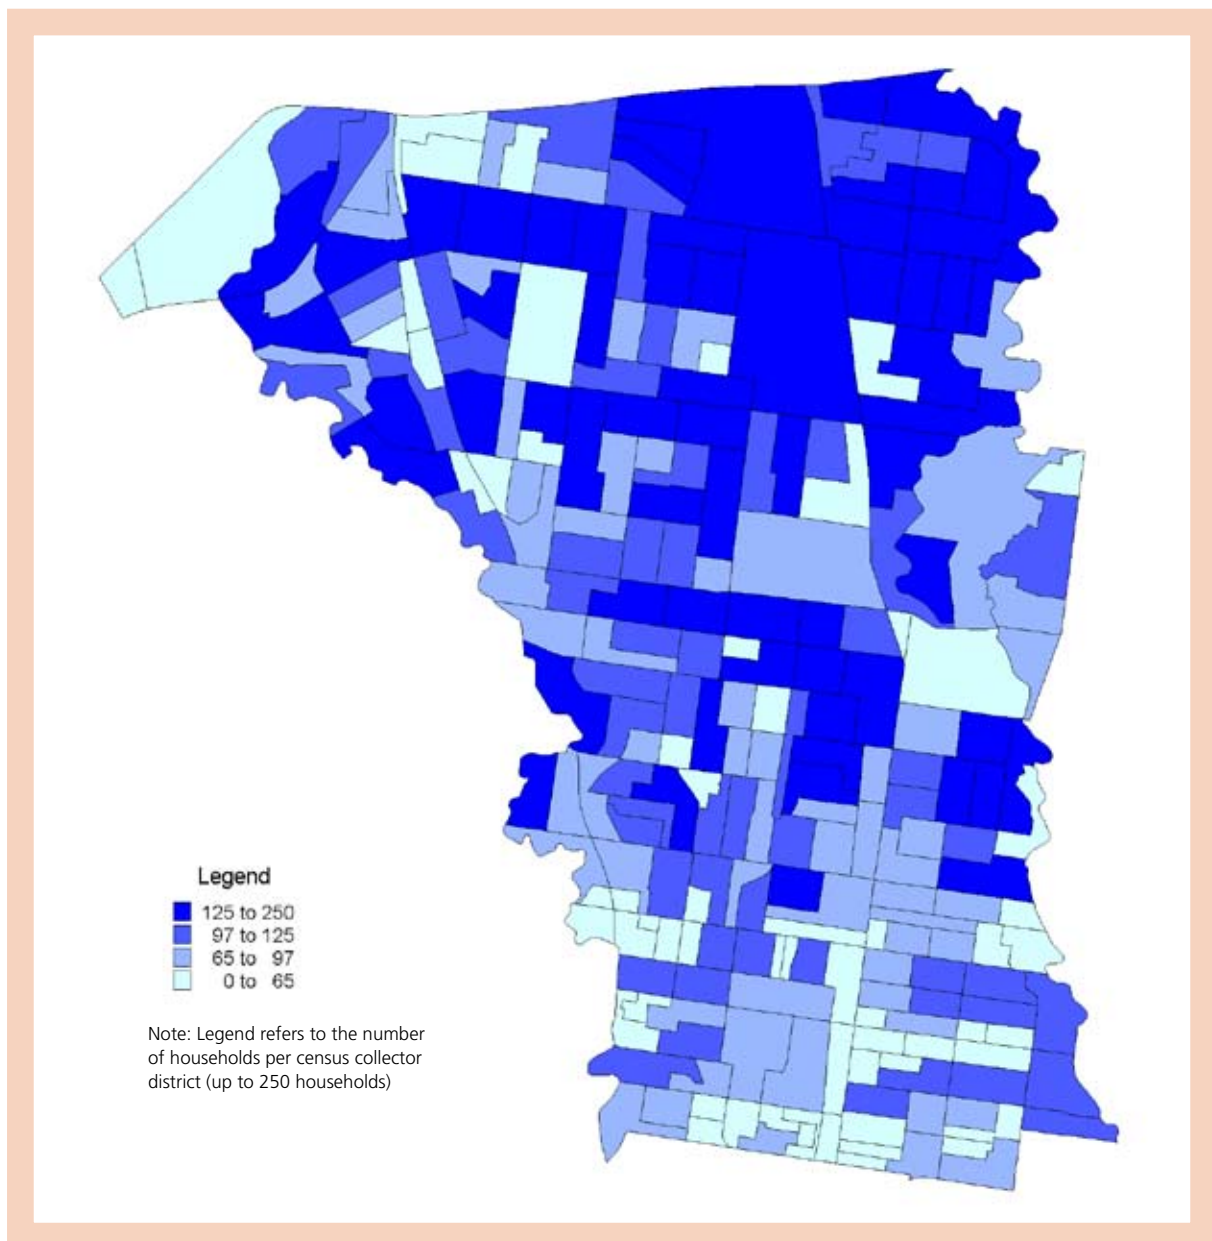 Legend
125 to 250
97 to 125
65 to 97
0 to 65
Note: Legend refers to the number
of households per census collector
district (up to 250 households)